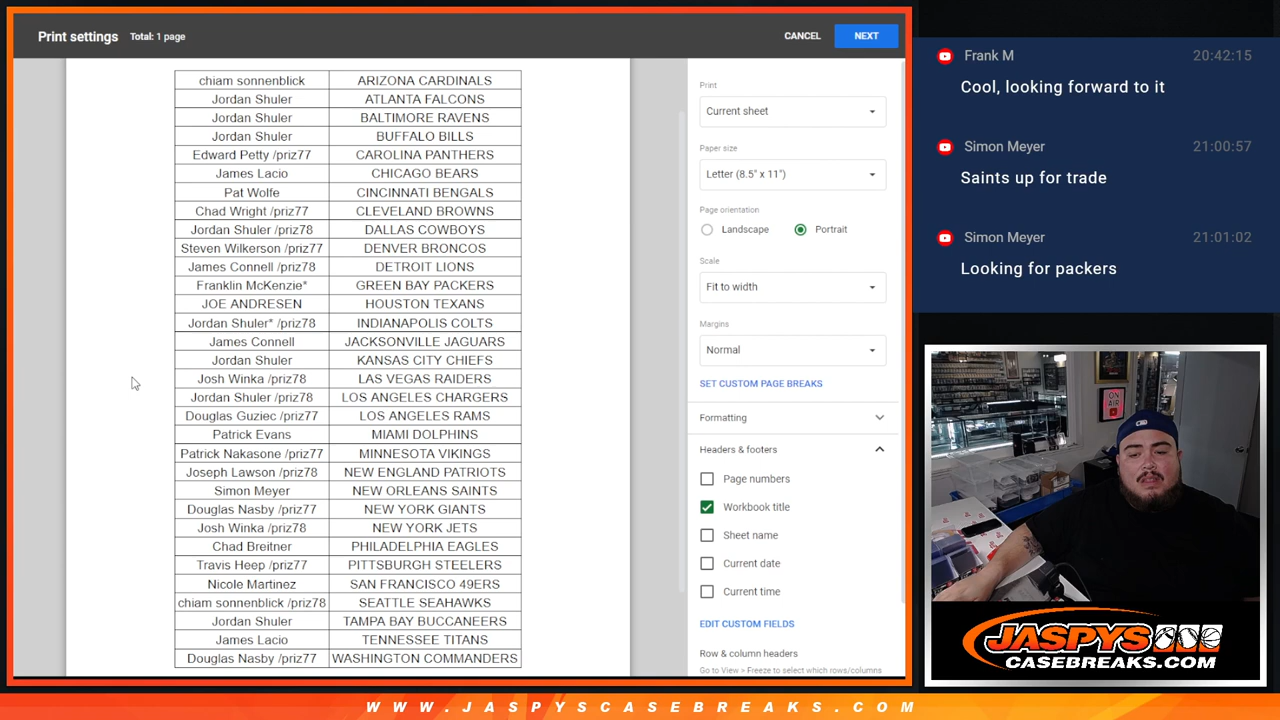 Print settings Total: 1 page
CANCEL NEXT
chiam sonnenblick ARIZONA CARDINALS
Jordan Shuler ATLANTA FALCONS
Jordan Shuler BALTIMORE RAVENS
Jordan Shuler BUFFALO BILLS
Edward Petty /priz77 CAROLINA PANTHERS
James Lacio CHICAGO BEARS
Pat Wolfe CINCINNATI BENGALS
Chad Wright /priz77 CLEVELAND BROWNS
Jordan Shuler /priz78 DALLAS COWBOYS
Steven Wilkerson /priz77 DENVER BRONCOS
James Connell /priz78 DETROIT LIONS
Franklin McKenzie* GREEN BAY PACKERS
JOE ANDRESEN HOUSTON TEXANS
Jordan Shuler* /priz78 INDIANAPOLIS COLTS
James Connell JACKSONVILLE JAGUARS
Jordan Shuler KANSAS CITY CHIEFS
Josh Winka /priz78 LAS VEGAS RAIDERS
Jordan Shuler /priz78 LOS ANGELES CHARGERS
Douglas Guziec /priz77 LOS ANGELES RAMS
Patrick Evans MIAMI DOLPHINS
Patrick Nakasone /priz77 MINNESOTA VIKINGS
Joseph Lawson /priz78 NEW ENGLAND PATRIOTS
Simon Meyer NEW ORLEANS SAINTS
Douglas Nasby /priz77 NEW YORK GIANTS
Josh Winka /priz78 NEW YORK JETS
Chad Breitner PHILADELPHIA EAGLES
Travis Heep /priz77 PITTSBURGH STEELERS
Nicole Martinez SAN FRANCISCO 49ERS
chiam sonnenblick /priz78 SEATTLE SEAHAWKS
Jordan Shuler TAMPA BAY BUCCANEERS
James Lacio TENNESSEE TITANS
Douglas Nasby /priz77 WASHINGTON COMMANDERS
Print
Current sheet
Paper size
Letter (8.5" x 11")
Page orientation
Landscape Portrait
Scale
Fit to width
Margins
Normal
SET CUSTOM PAGE BREAKS
Formatting
Headers & footers
Page numbers
Workbook title
Sheet name
Current date
Current time
EDIT CUSTOM FIELDS
Row & column headers
Go to View > Freeze to select which rows/columns
Frank M 20:42:15
Cool, looking forward to it
Simon Meyer 21:00:57
Saints up for trade
Simon Meyer 21:01:02
Looking for packers
ON AIR
JASPYS
CASEBREAKS.COM
WWW.JASPYSCASEBREAKS.COM